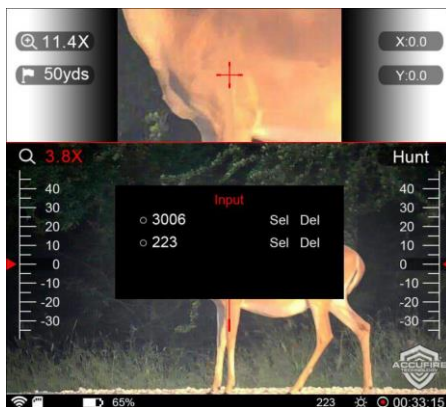 11.4X
X:0.0
50yds
Y:0.0
3.8X
Hunt
Input
3006 Sel Del
223 Sel Del
40 40
30 30
20 20
10 10
0 0
-10 -10
-20 -20
-30 -30
ACCUFIRE
65% 223 00:33:15